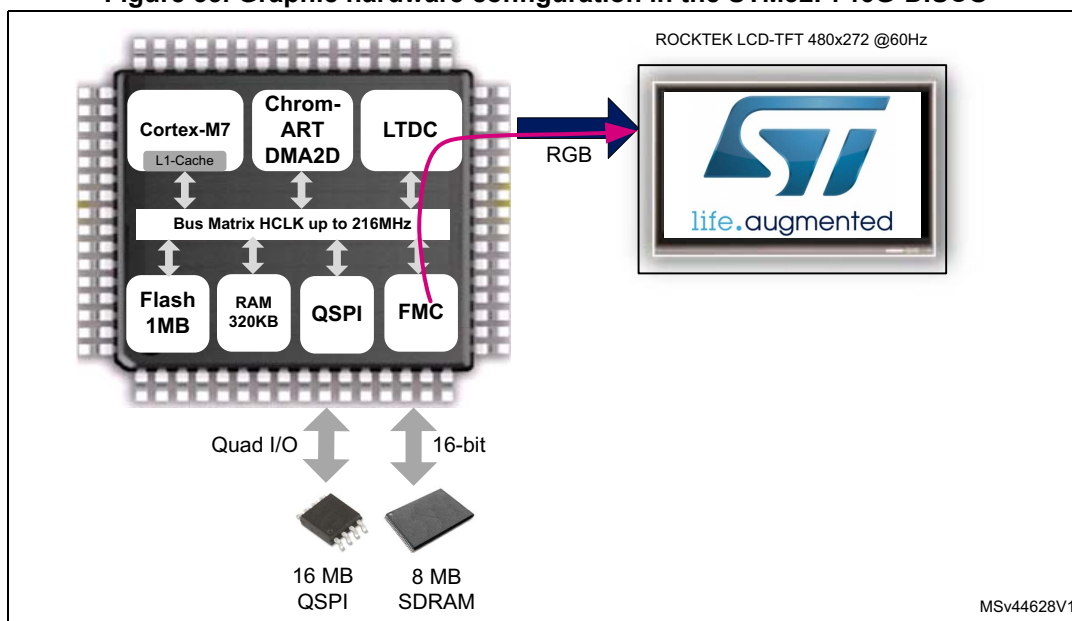 ROCKTEK LCD-TFT 480x272 @60Hz
Cortex-M7
L1-Cache
Chrom-
ART
DMA2D
LTDC
RGB
ST
life.augmented
Bus Matrix HCLK up to 216MHz
Flash
1MB
RAM
320KB
QSPI
FMC
Quad I/O
16-bit
16 MB
QSPI
8 MB
SDRAM
MSv44628V1